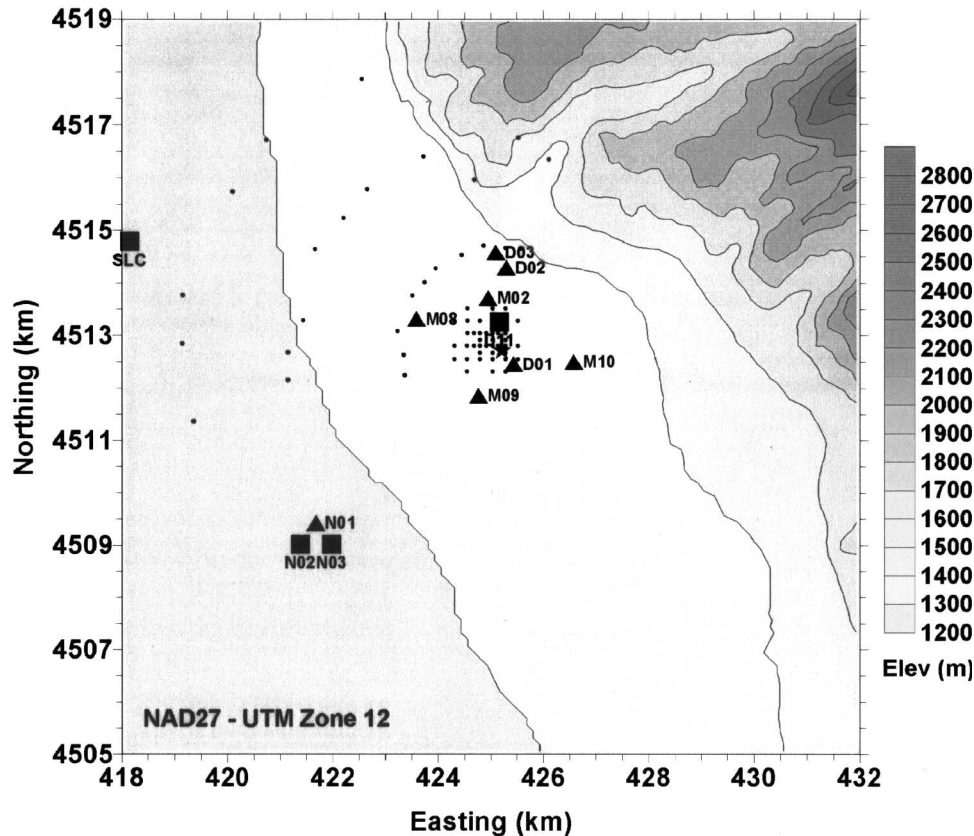 4519
4517
4515
4513
4511
4509
4507
4505
Northing (km)
SLC
D03
D02
M02
M08
D11
D01
M10
M09
N01
N02 N03
NAD27 - UTM Zone 12
418 420 422 424 426 428 430 432
Easting (km)
2800
2700
2600
2500
2400
2300
2200
2100
2000
1900
1800
1700
1600
1500
1400
1300
1200
Elev (m)